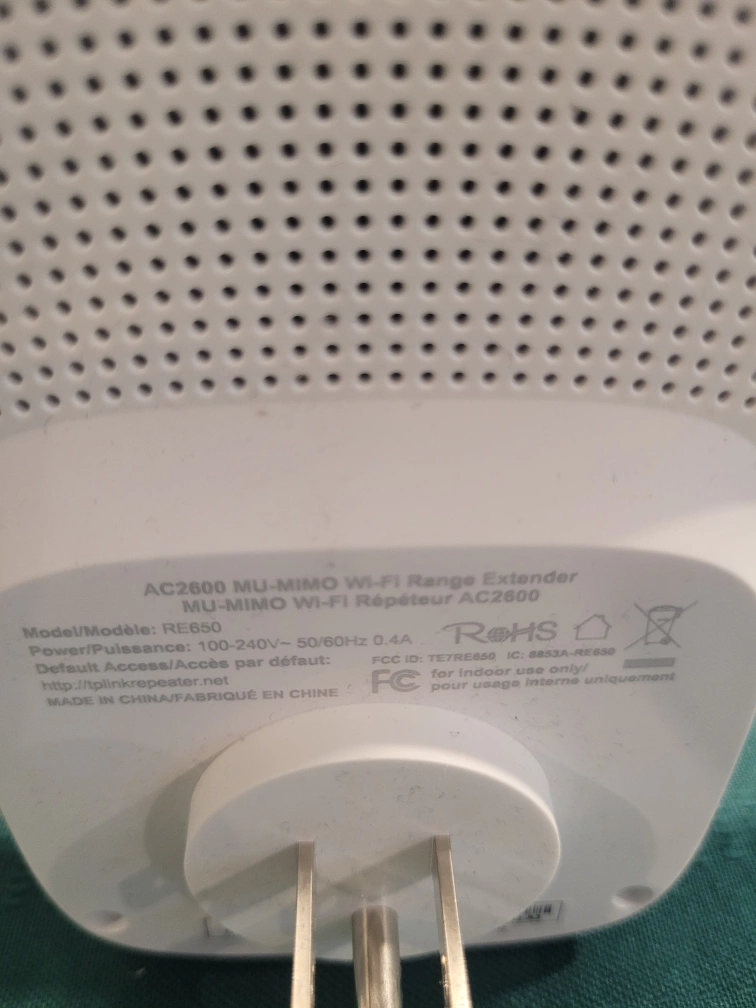 AC2600 MU-MIMO Wi-Fi Range Extender
MU-MIMO Wi-Fi Répéteur AC2600
Model/Modèle: RE650
Power/Puissance: 100-240V~ 50/60Hz 0.4A
RoHS
Default Access/Accès par défaut:
FCC ID: TE7RE650 IC: 8853A-RE650
http://tplinkrepeater.net
FC for indoor use only/
pour usage interne uniquement
MADE IN CHINA/FABRIQUÉ EN CHINE